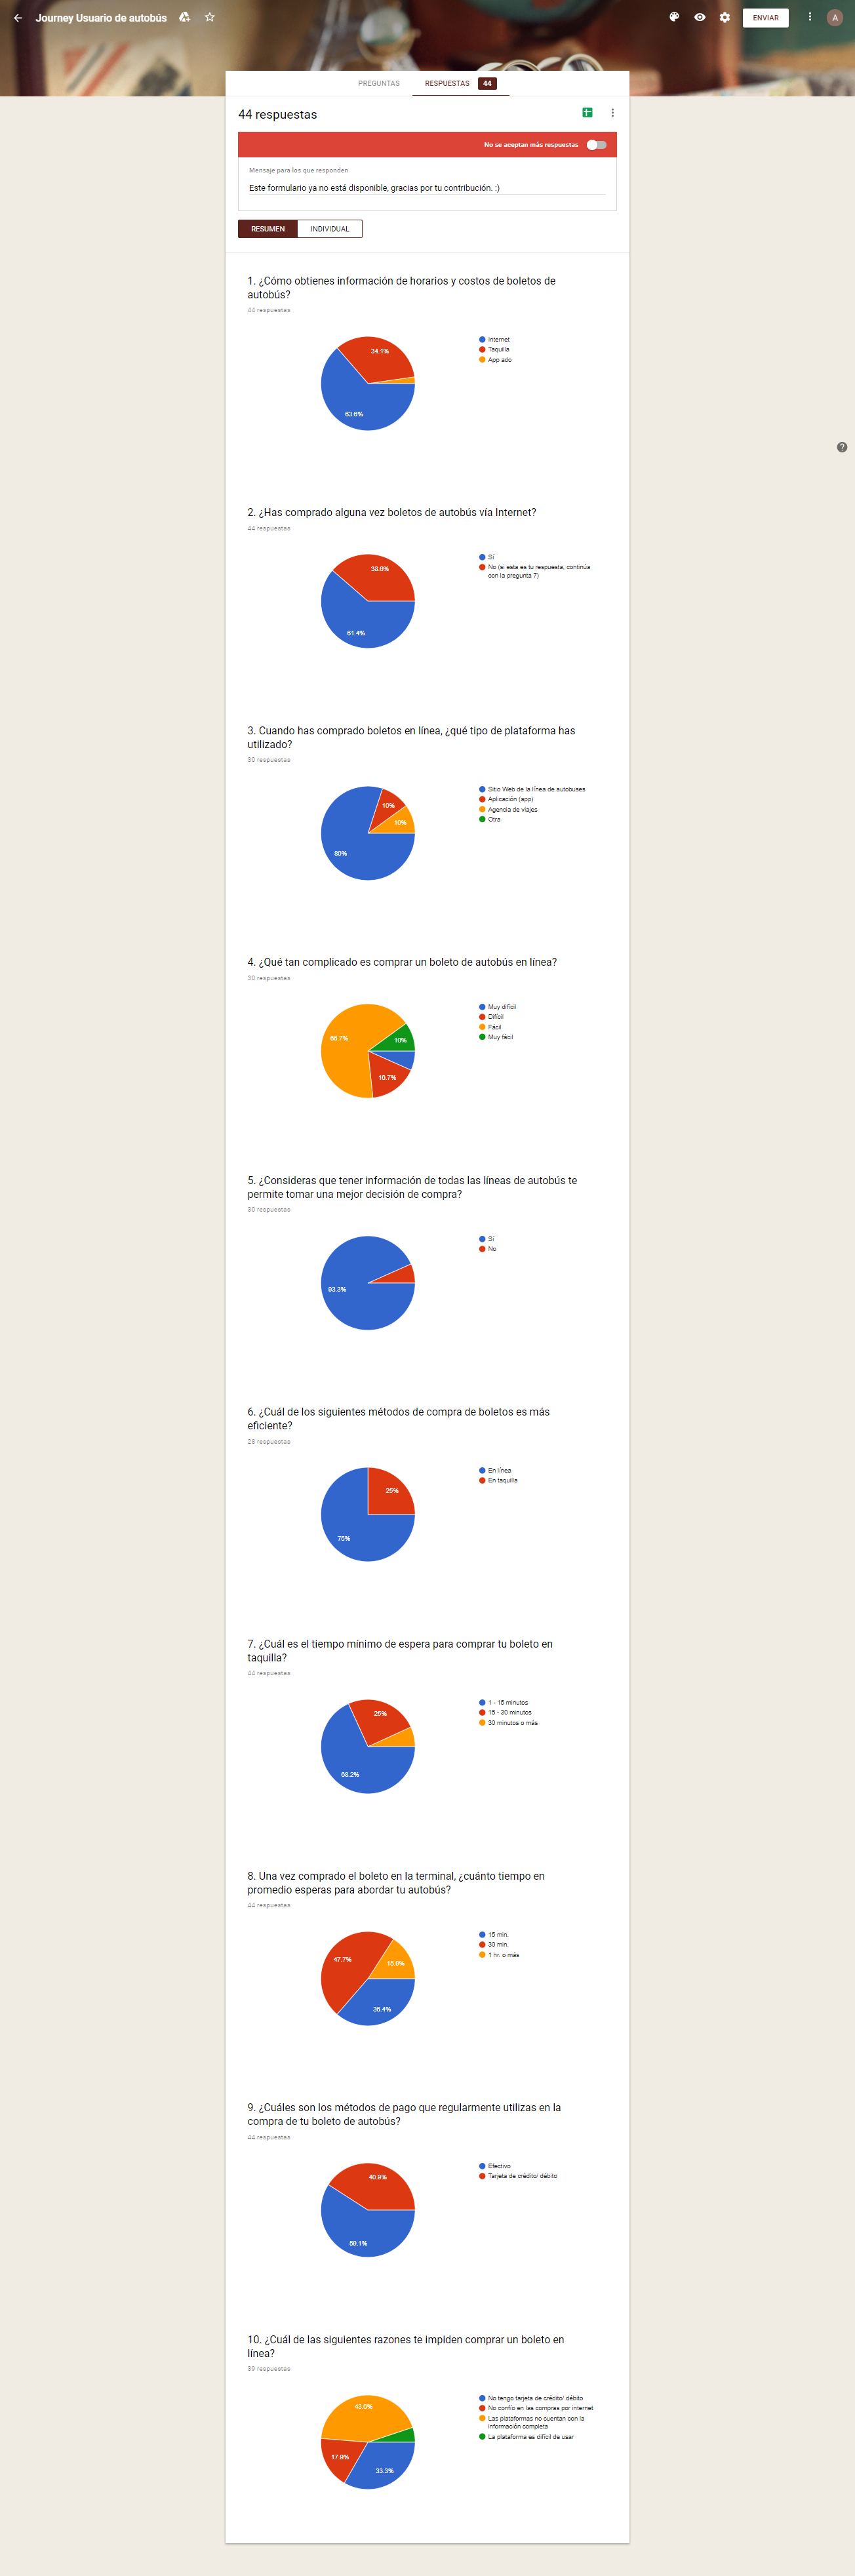 Journey Usuario de autobús
ENVIAR
A
PREGUNTAS
RESPUESTAS
44
44 respuestas
No se aceptan más respuestas
Mensaje para los que responden
Este formulario ya no está disponible, gracias por tu contribución. :)
RESUMEN
INDIVIDUAL
1. ¿Cómo obtienes información de horarios y costos de boletos de
autobús?
44 respuestas
34.1%
63.6%
Internet
Taquilla
App ado
2. ¿Has comprado alguna vez boletos de autobús vía Internet?
44 respuestas
38.6%
61.4%
Sí
No (si esta es tu respuesta, continúa
con la pregunta 7)
3. Cuando has comprado boletos en línea, ¿qué tipo de plataforma has
utilizado?
30 respuestas
10%
10%
80%
Sitio Web de la línea de autobuses
Aplicación (app)
Agencia de viajes
Otra
4. ¿Qué tan complicado es comprar un boleto de autobús en línea?
30 respuestas
66.7%
10%
16.7%
Muy difícil
Difícil
Fácil
Muy fácil
5. ¿Consideras que tener información de todas las líneas de autobús te
permite tomar una mejor decisión de compra?
30 respuestas
93.3%
Sí
No
6. ¿Cuál de los siguientes métodos de compra de boletos es más
eficiente?
28 respuestas
25%
75%
En línea
En taquilla
7. ¿Cuál es el tiempo mínimo de espera para comprar tu boleto en
taquilla?
44 respuestas
25%
68.2%
1 - 15 minutos
15 - 30 minutos
30 minutos o más
8. Una vez comprado el boleto en la terminal, ¿cuánto tiempo en
promedio esperas para abordar tu autobús?
44 respuestas
47.7%
15.9%
36.4%
15 min.
30 min.
1 hr. o más
9. ¿Cuáles son los métodos de pago que regularmente utilizas en la
compra de tu boleto de autobús?
44 respuestas
40.9%
59.1%
Efectivo
Tarjeta de crédito/ débito
10. ¿Cuál de las siguientes razones te impiden comprar un boleto en
línea?
39 respuestas
43.6%
17.9%
33.3%
No tengo tarjeta de crédito/ débito
No confío en las compras por internet
Las plataformas no cuentan con la
información completa
La plataforma es difícil de usar